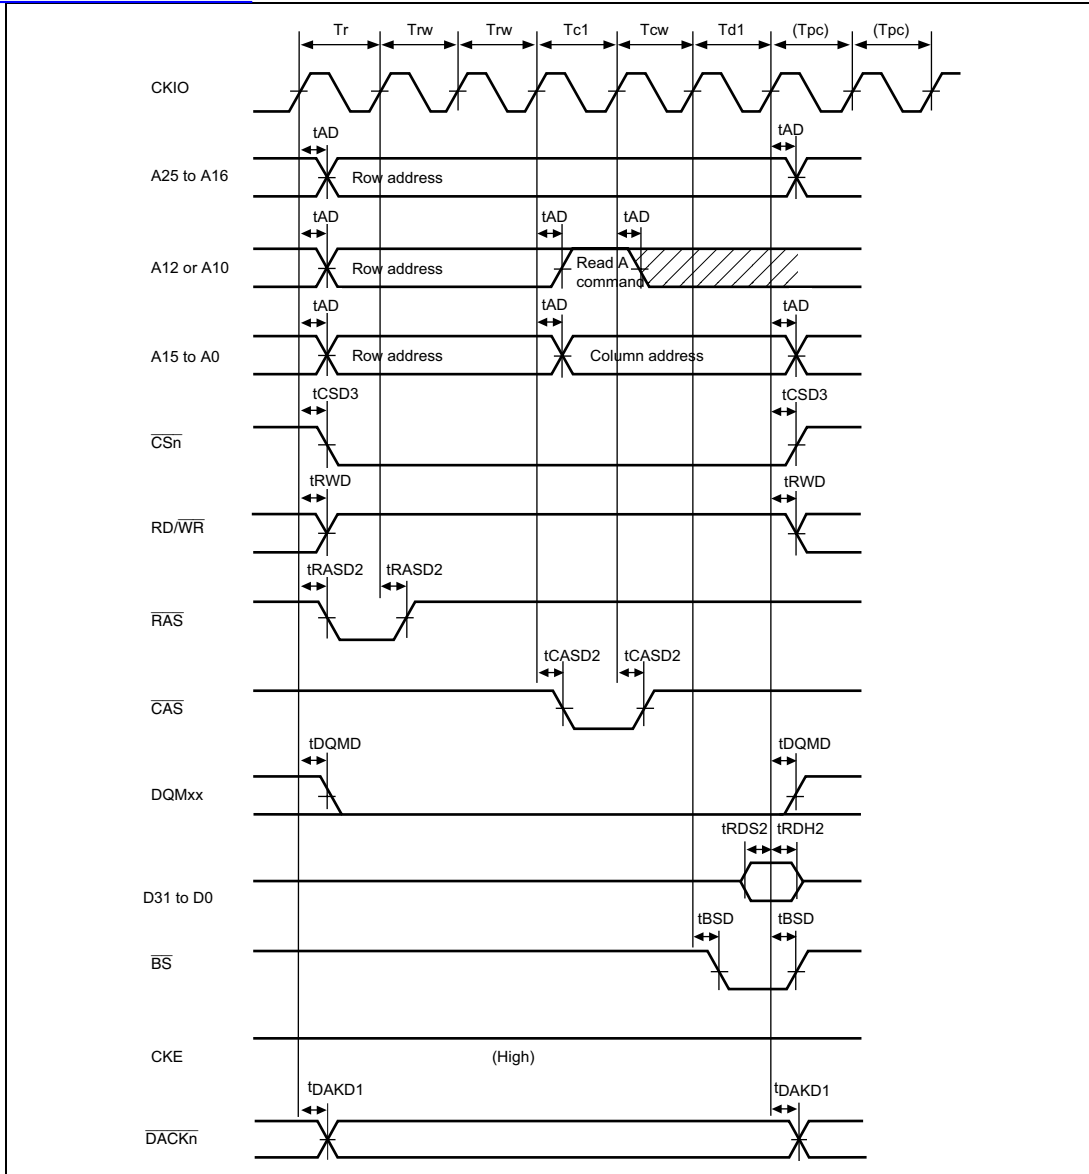 Tr Trw Trw Tc1 Tcw Td1 (Tpc) (Tpc)
CKIO
tAD tAD
A25 to A16 Row address
tAD tAD tAD
A12 or A10 Row address Read A
command
tAD tAD tAD
A15 to A0 Row address Column address
tCSD3 tCSD3
CSn
tRWD tRWD
RD/WR
tRASD2 tRASD2
RAS
tCASD2 tCASD2
CAS
tDQMD tDQMD
DQMxx
tRDS2 tRDH2
D31 to D0
tBSD tBSD
BS
CKE (High)
tDAKD1 tDAKD1
DACKn